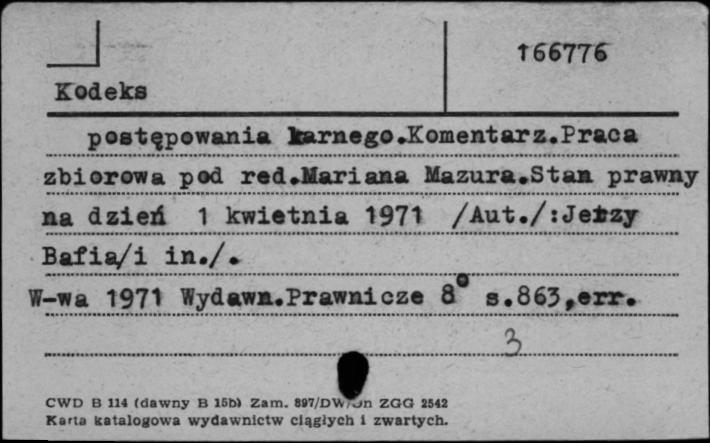 166776
Kodeks
postępowania karnego.Komentarz.Praca
zbiorowa pod red.Mariana Mazura.Stan prawny
na dzień 1 kwietnia 1971 /Aut./:Jerzy
Bafia/i in./.
W-wa 1971 Wydawn.Prawnicze 8° s.863,err.
3
CWD B 114 (dawny B 15b) Zam. 897/DW/Jn ZGG 2542
Karta katalogowa wydawnictw ciągłych i zwartych.